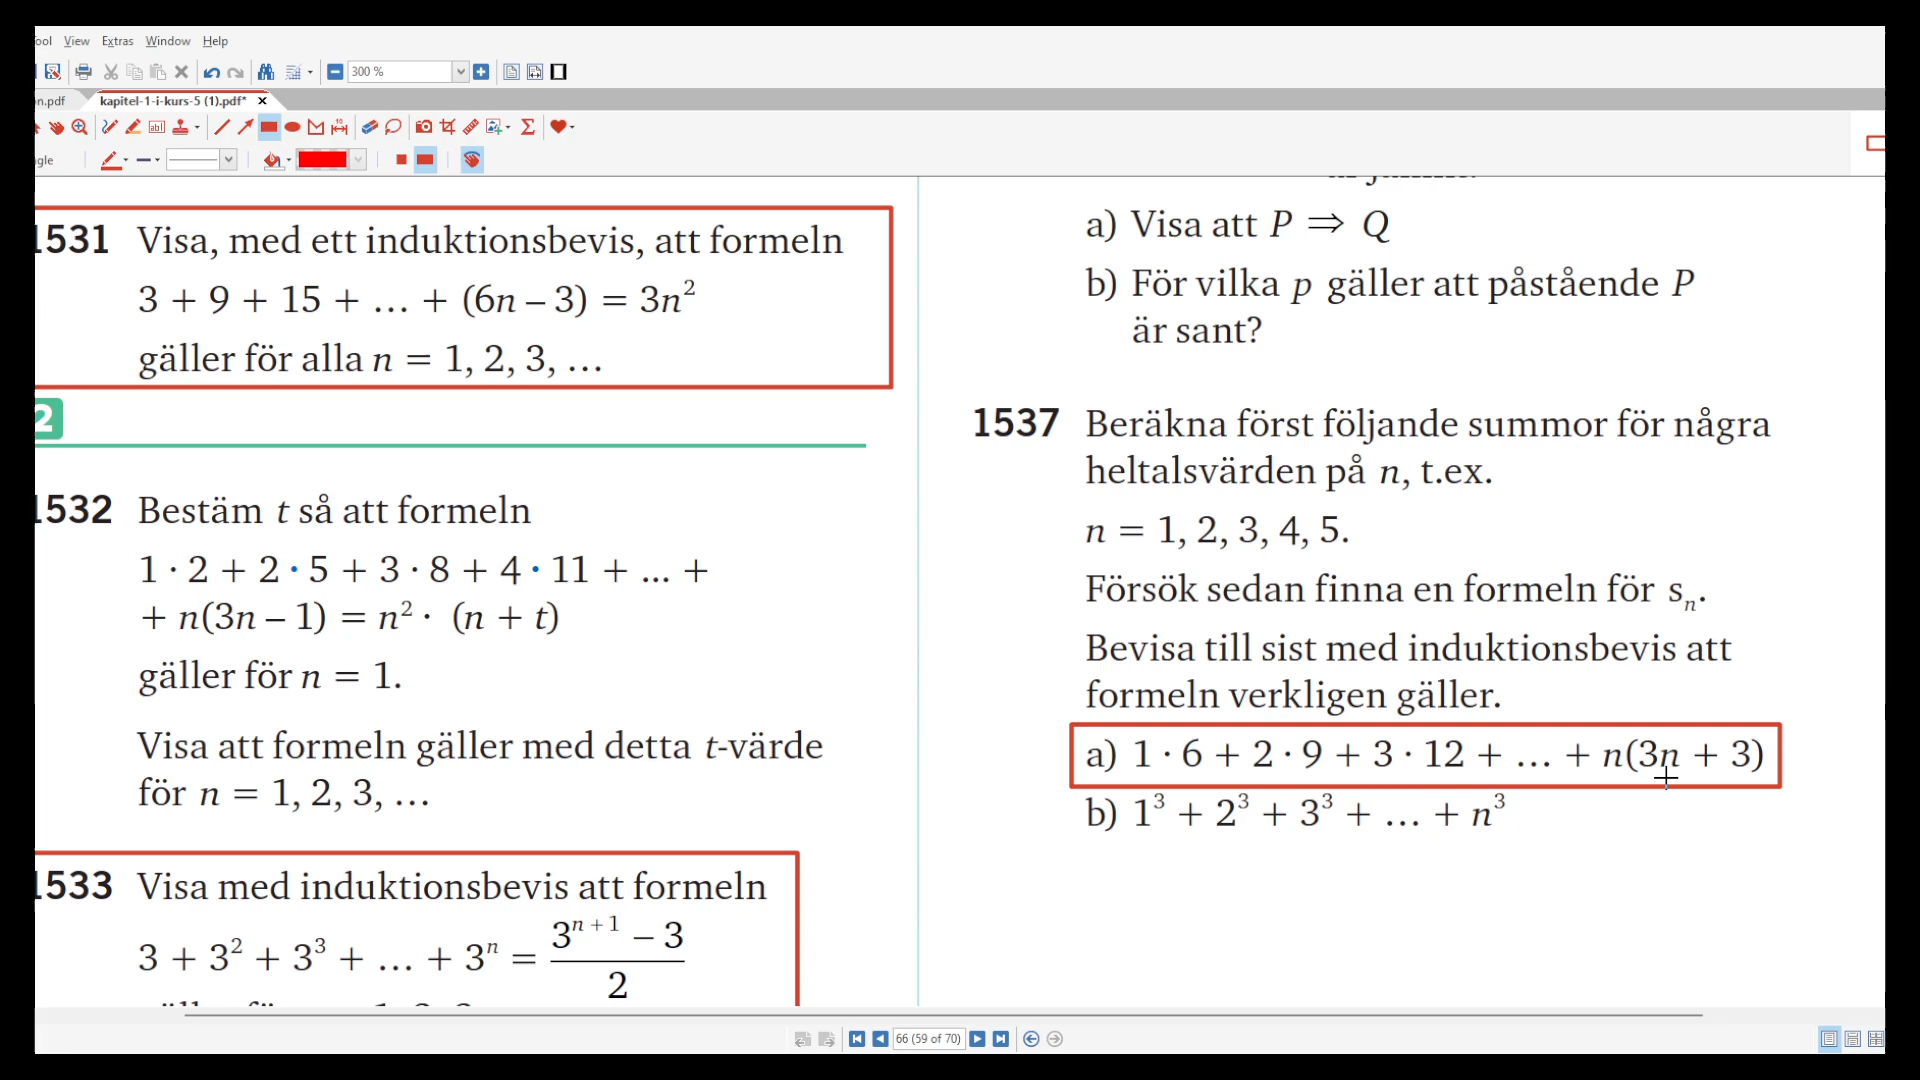 View Extras Window Help
300 %
kapitel-1-i-kurs-5 (1).pdf*
1531 Visa, med ett induktionsbevis, att formeln
3 + 9 + 15 + … + (6n – 3) = 3n²
gäller för alla n = 1, 2, 3, …
2
1532 Bestäm t så att formeln
1 · 2 + 2 · 5 + 3 · 8 + 4 · 11 + ... +
+ n(3n – 1) = n² · (n + t)
gäller för n = 1.
Visa att formeln gäller med detta t-värde
för n = 1, 2, 3, …
1533 Visa med induktionsbevis att formeln
3 + 3² + 3³ + … + 3ⁿ = (3ⁿ⁺¹ – 3)/2
a) Visa att P ⇒ Q
b) För vilka p gäller att påstående P
är sant?
1537 Beräkna först följande summor för några
heltalsvärden på n, t.ex.
n = 1, 2, 3, 4, 5.
Försök sedan finna en formeln för sₙ.
Bevisa till sist med induktionsbevis att
formeln verkligen gäller.
a) 1 · 6 + 2 · 9 + 3 · 12 + … + n(3n + 3)
b) 1³ + 2³ + 3³ + … + n³
66 (59 of 70)